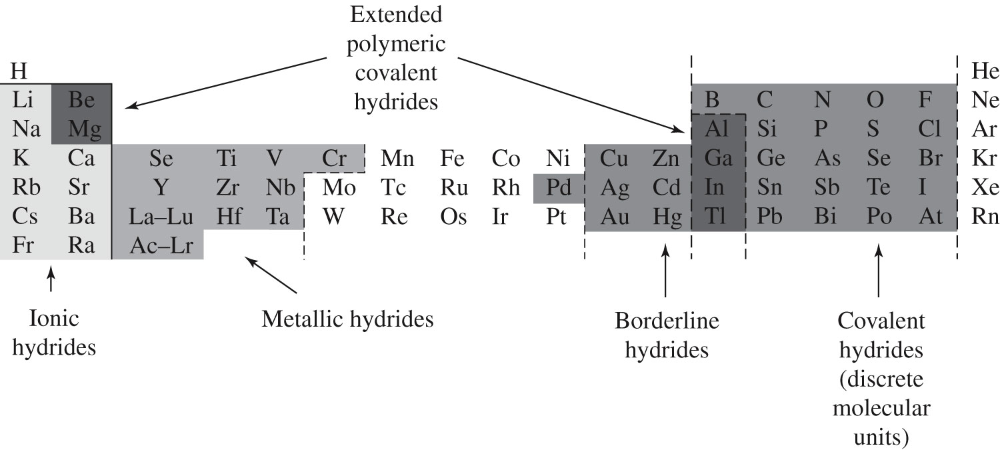 Extended
polymeric
covalent
hydrides
H He
Li Be B C N O F Ne
Na Mg Al Si P S Cl Ar
K Ca Se Ti V Cr Mn Fe Co Ni Cu Zn Ga Ge As Se Br Kr
Rb Sr Y Zr Nb Mo Tc Ru Rh Pd Ag Cd In Sn Sb Te I Xe
Cs Ba La–Lu Hf Ta W Re Os Ir Pt Au Hg Tl Pb Bi Po At Rn
Fr Ra Ac–Lr
Ionic
hydrides
Metallic hydrides
Borderline
hydrides
Covalent
hydrides
(discrete
molecular
units)